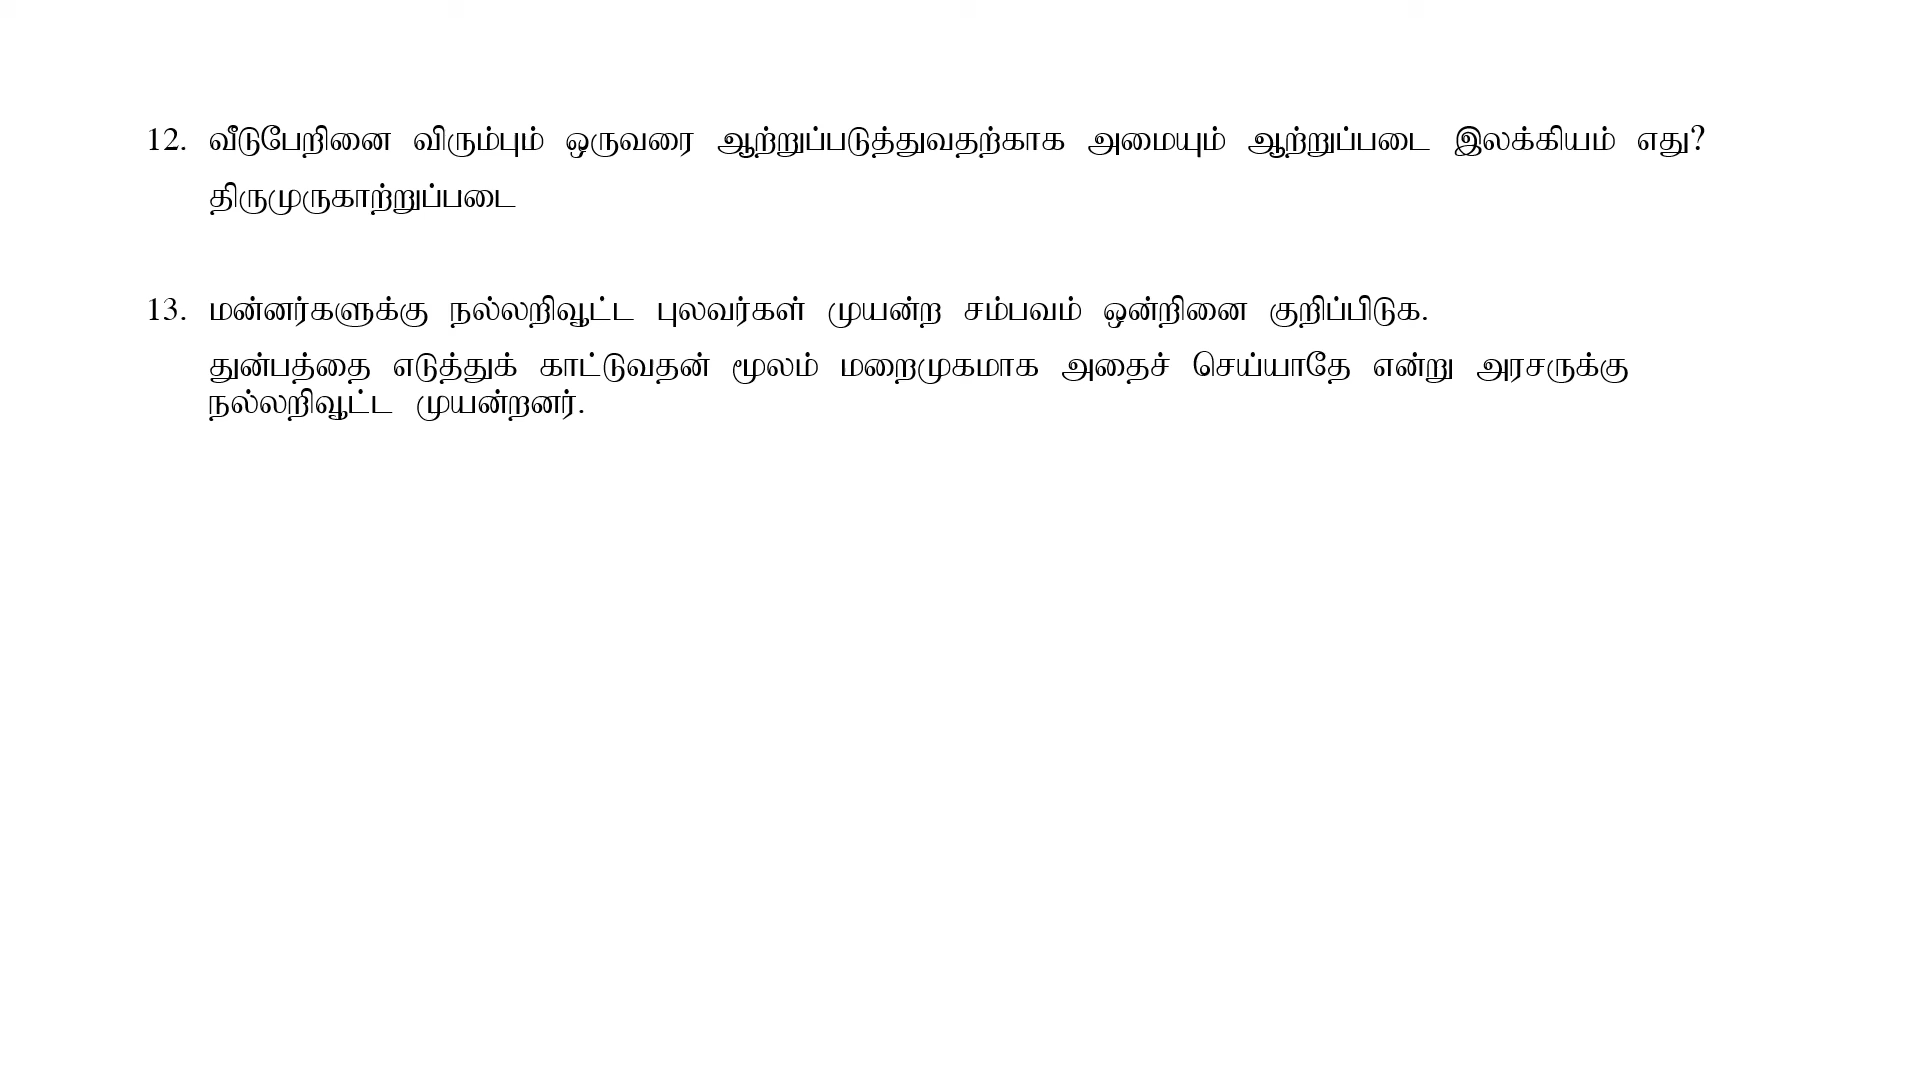 12. வீடுபேறினை விரும்பும் ஒருவரை ஆற்றுப்படுத்துவதற்காக அமையும் ஆற்றுப்படை இலக்கியம் எது?
திருமுருகாற்றுப்படை
13. மன்னர்களுக்கு நல்லறிவூட்ட புலவர்கள் முயன்ற சம்பவம் ஒன்றினை குறிப்பிடுக.
துன்பத்தை எடுத்துக் காட்டுவதன் மூலம் மறைமுகமாக அதைச் செய்யாதே என்று அரசருக்கு
நல்லறிவூட்ட முயன்றனர்.